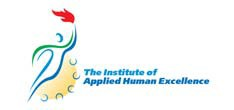 The Institute of
Applied Human Excellence